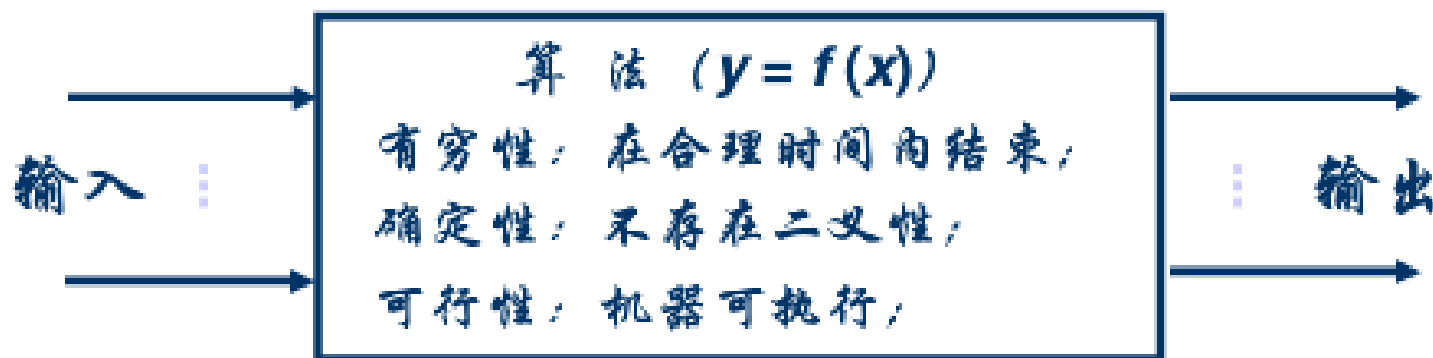 算 法 (y = f (x))
有穷性:在合理时间内结束;
输入 ⋮
⋮ 输出
确定性:不存在二义性;
可行性:机器可执行;